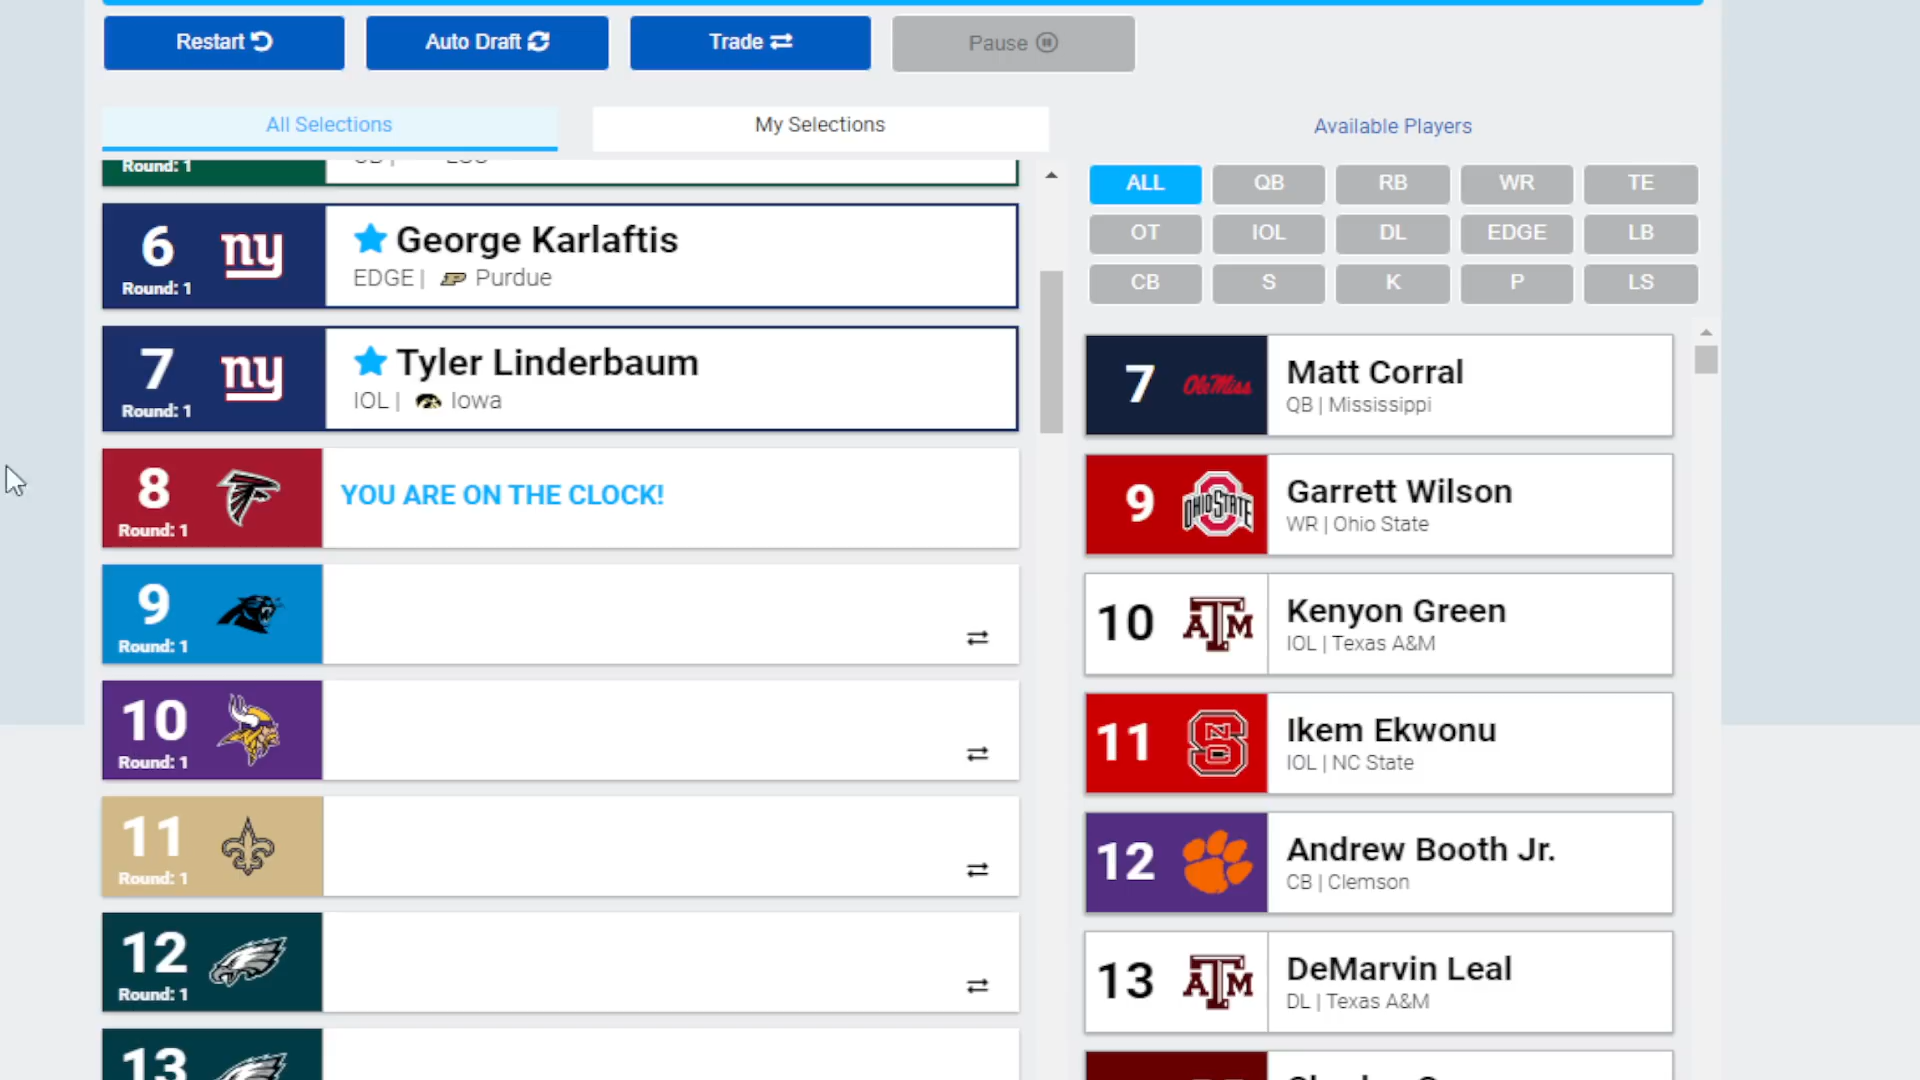 Restart
Auto Draft
Trade
Pause
All Selections
My Selections
Available Players
Round: 1
6
ny
Round: 1
George Karlaftis
EDGE | Purdue
7
ny
Round: 1
Tyler Linderbaum
IOL | Iowa
8
Round: 1
YOU ARE ON THE CLOCK!
9
Round: 1
10
Round: 1
11
Round: 1
12
Round: 1
13
ALL
QB
RB
WR
TE
OT
IOL
DL
EDGE
LB
CB
S
K
P
LS
7
Ole Miss
Matt Corral
QB | Mississippi
9
OHIO STATE
Garrett Wilson
WR | Ohio State
10
ATM
Kenyon Green
IOL | Texas A&M
11
NCS
Ikem Ekwonu
IOL | NC State
12
Andrew Booth Jr.
CB | Clemson
13
ATM
DeMarvin Leal
DL | Texas A&M